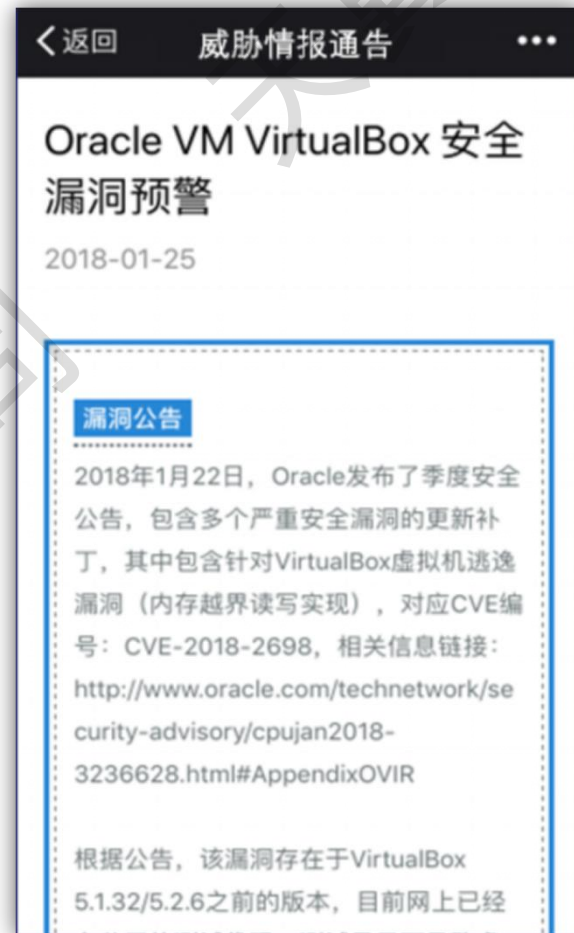 返回 威胁情报通告 •••
Oracle VM VirtualBox 安全
漏洞预警
2018-01-25
漏洞公告
2018年1月22日，Oracle发布了季度安全
公告，包含多个严重安全漏洞的更新补
丁，其中包含针对VirtualBox虚拟机逃逸
漏洞（内存越界读写实现），对应CVE编
号：CVE-2018-2698，相关信息链接：
http://www.oracle.com/technetwork/se
curity-advisory/cpujan2018-
3236628.html#AppendixOVIR
根据公告，该漏洞存在于VirtualBox
5.1.32/5.2.6之前的版本，目前网上已经